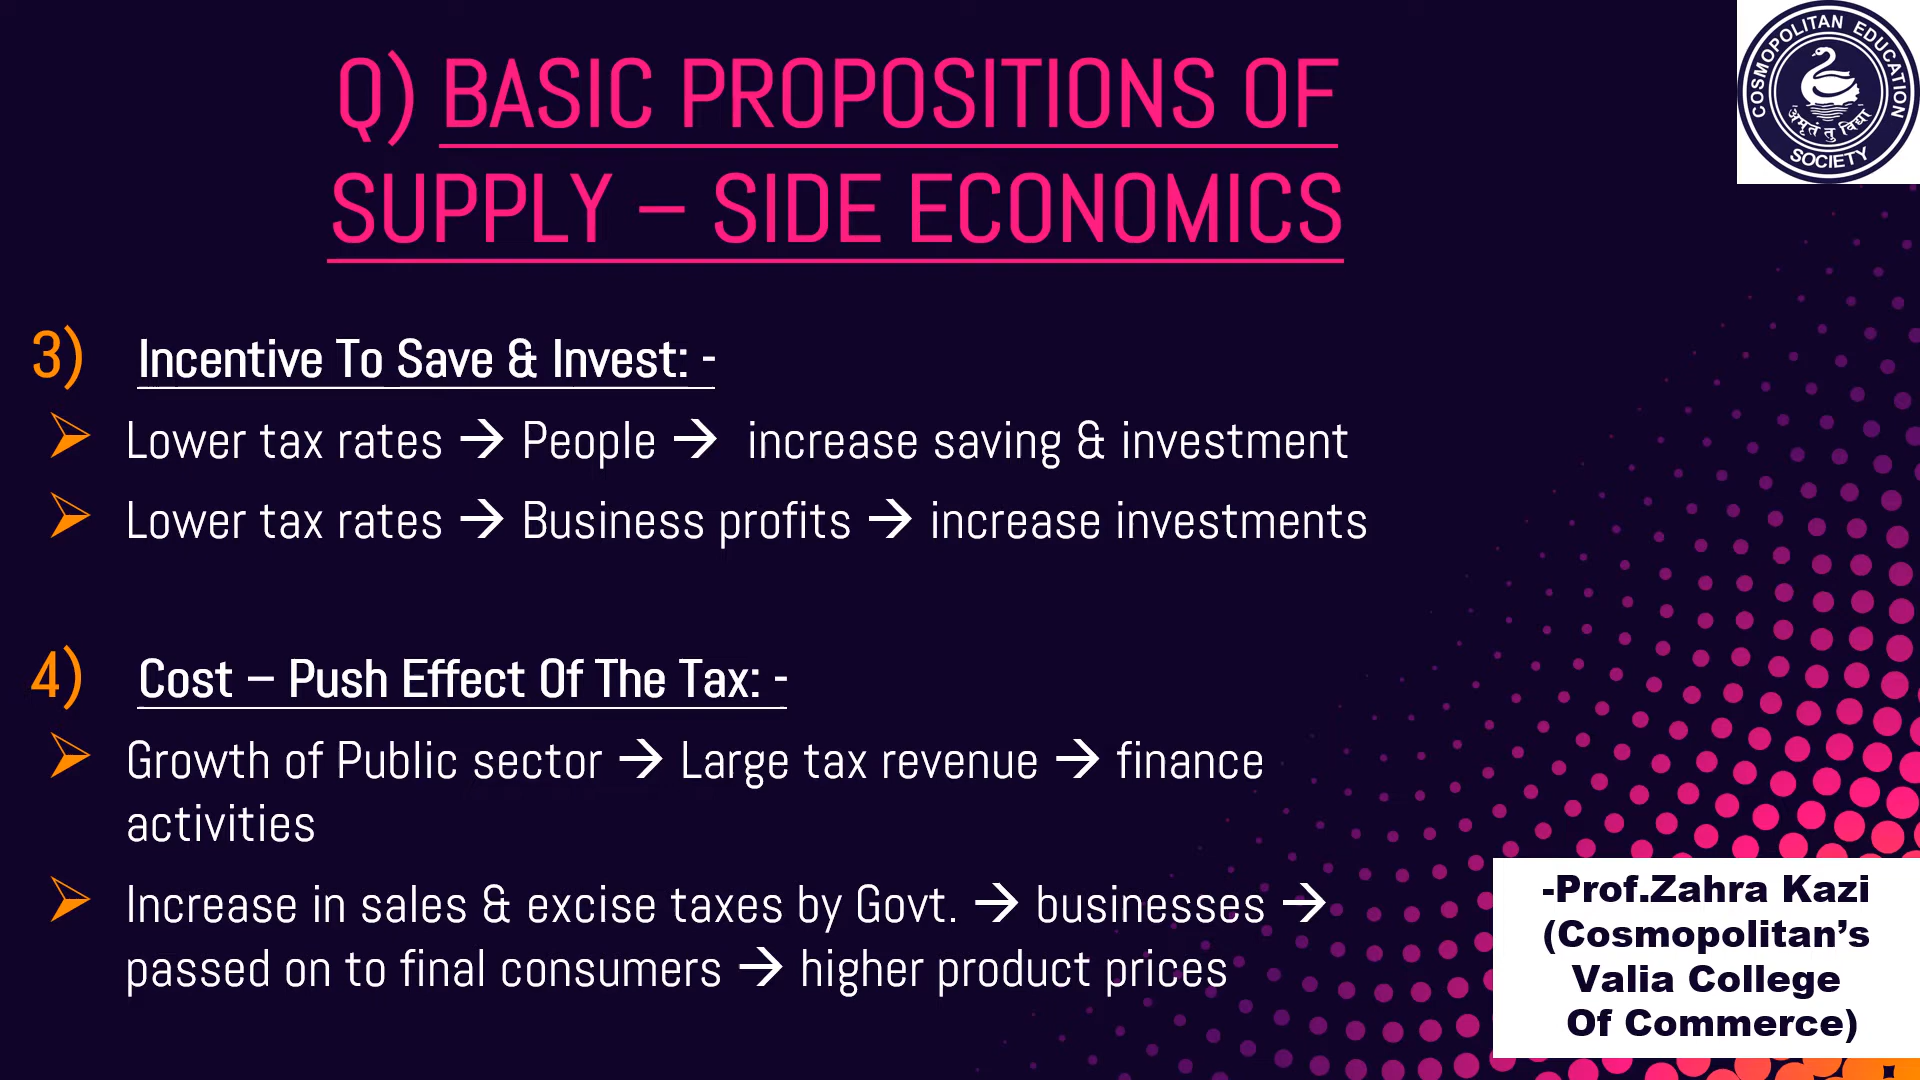 Q) BASIC PROPOSITIONS OF
SUPPLY – SIDE ECONOMICS
COSMOPOLITAN EDUCATION
अमृतं तु विद्या
SOCIETY
3) Incentive To Save & Invest: -
➢ Lower tax rates → People → increase saving & investment
➢ Lower tax rates → Business profits → increase investments
4) Cost – Push Effect Of The Tax: -
➢ Growth of Public sector → Large tax revenue → finance
activities
➢ Increase in sales & excise taxes by Govt. → businesses →
passed on to final consumers → higher product prices
-Prof.Zahra Kazi
(Cosmopolitan’s
Valia College
Of Commerce)